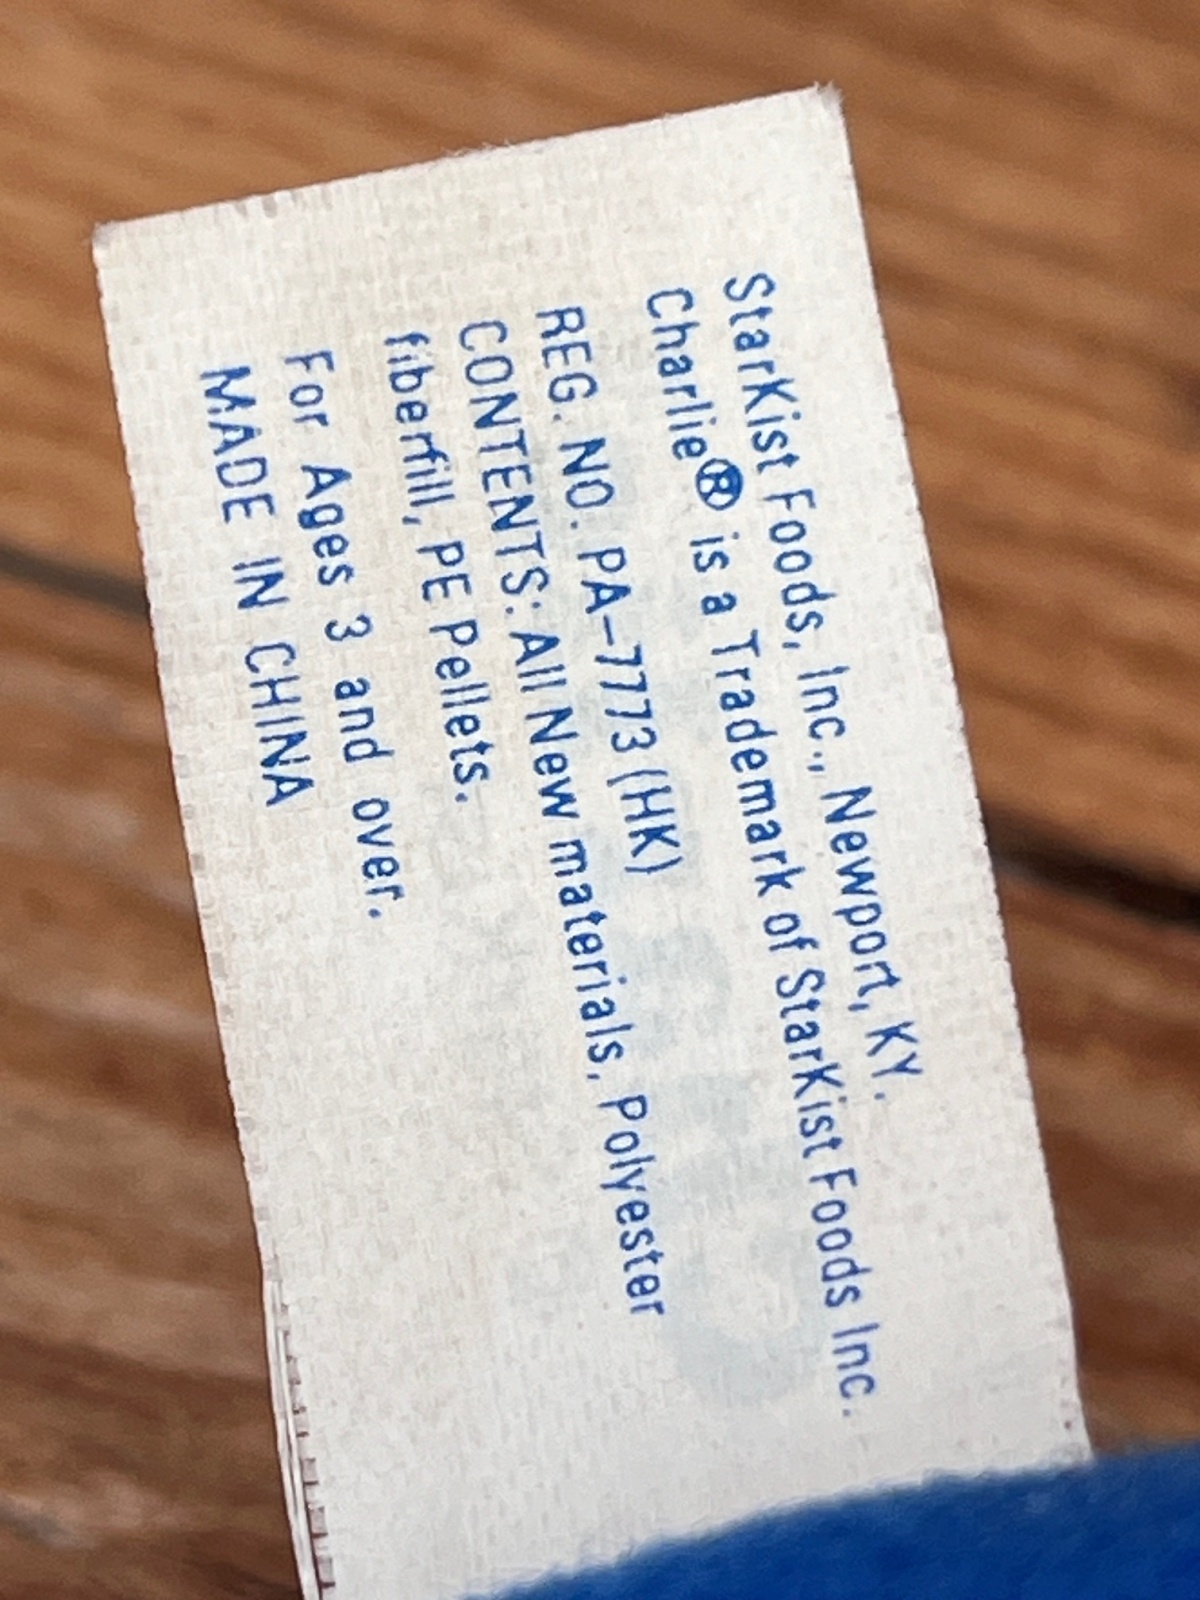 StarKist Foods, Inc., Newport, KY.
Charlie® is a Trademark of StarKist Foods Inc.
REG. NO. PA-7773 (HK)
CONTENTS: All New materials, Polyester
fiberfill, PE Pellets.
For Ages 3 and over.
MADE IN CHINA